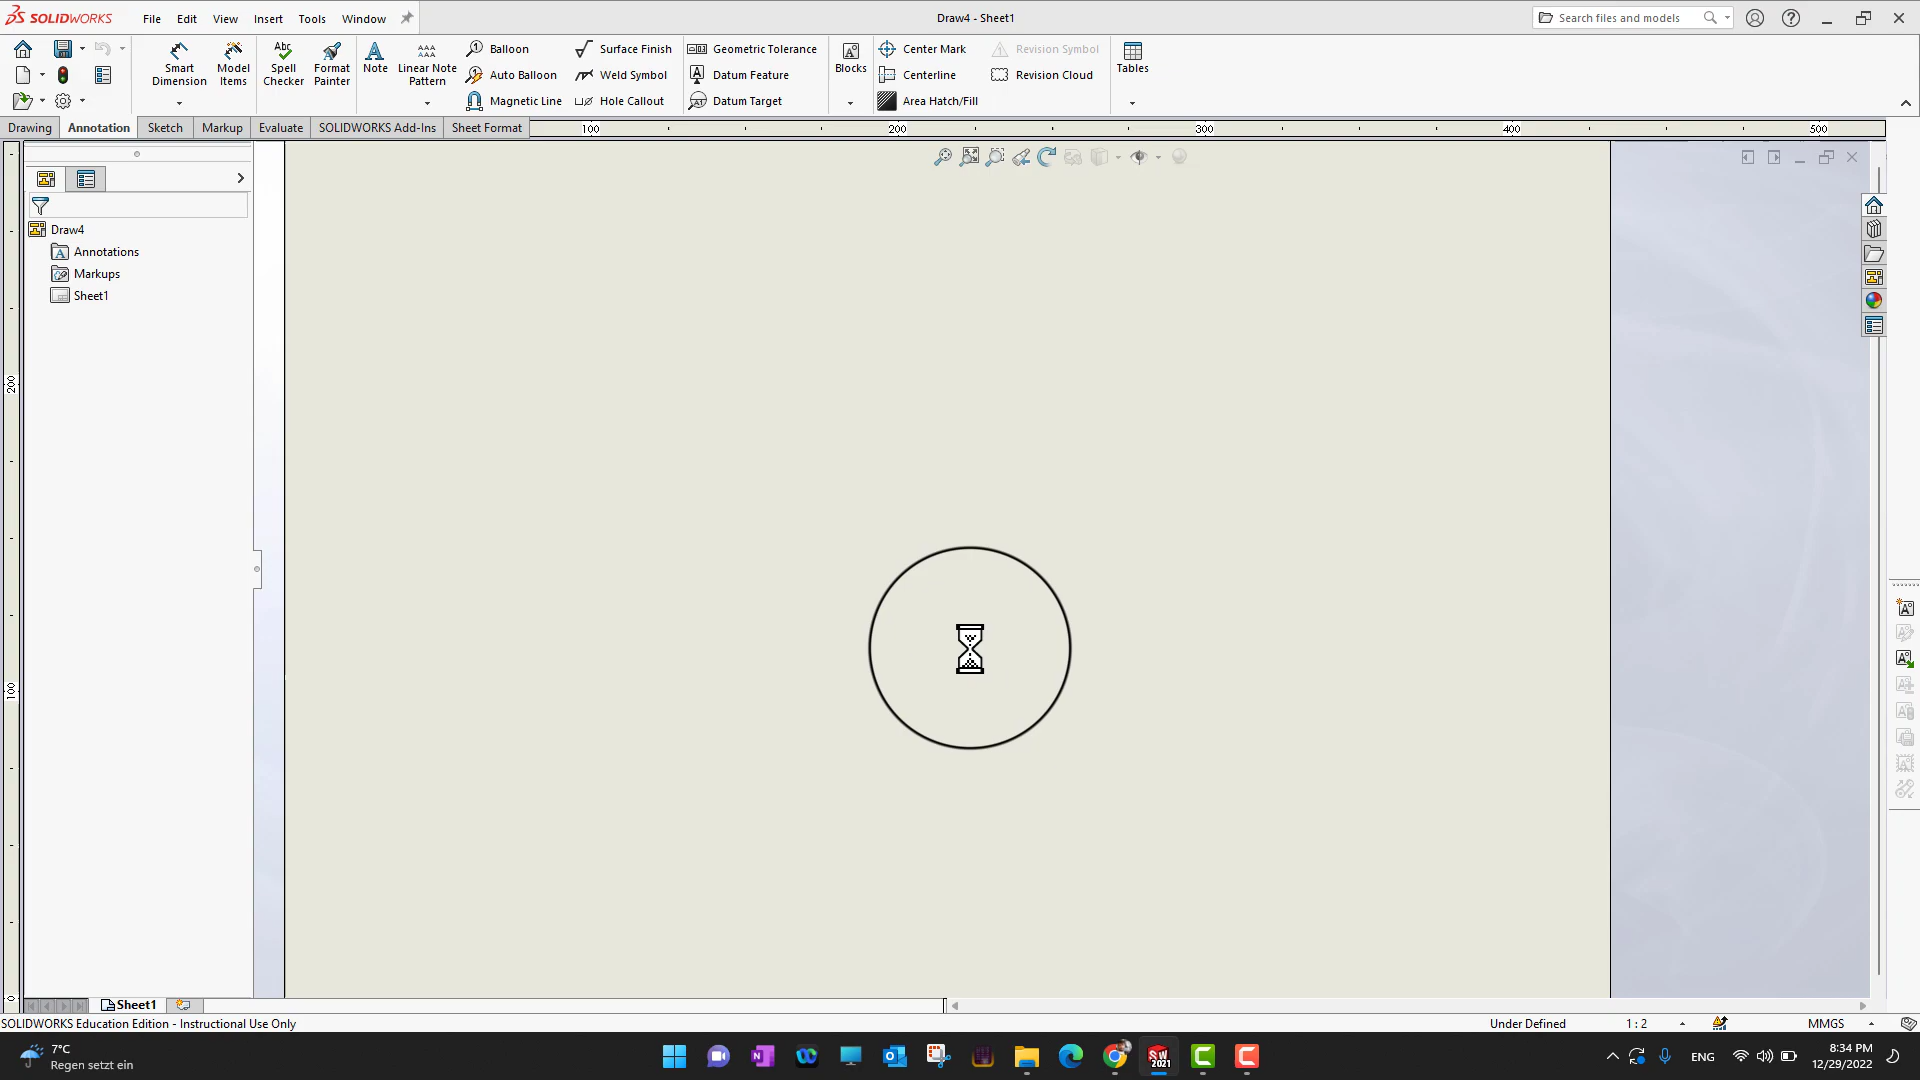 SOLIDWORKS
File Edit View Insert Tools Window
Draw4 - Sheet1
Search files and models
Smart Dimension
Model Items
Spell Checker
Format Painter
Note
Linear Note Pattern
Balloon
Auto Balloon
Magnetic Line
Surface Finish
Weld Symbol
Hole Callout
Geometric Tolerance
Datum Feature
Datum Target
Blocks
Center Mark
Centerline
Area Hatch/Fill
Revision Symbol
Revision Cloud
Tables
Drawing Annotation Sketch Markup Evaluate SOLIDWORKS Add-Ins Sheet Format
100 200 300 400 500
Draw4
Annotations
Markups
Sheet1
200
100
0
Sheet1
SOLIDWORKS Education Edition - Instructional Use Only
Under Defined 1 : 2 MMGS
7°C
Regen setzt ein
SW 2021
ENG
8:34 PM
12/29/2022